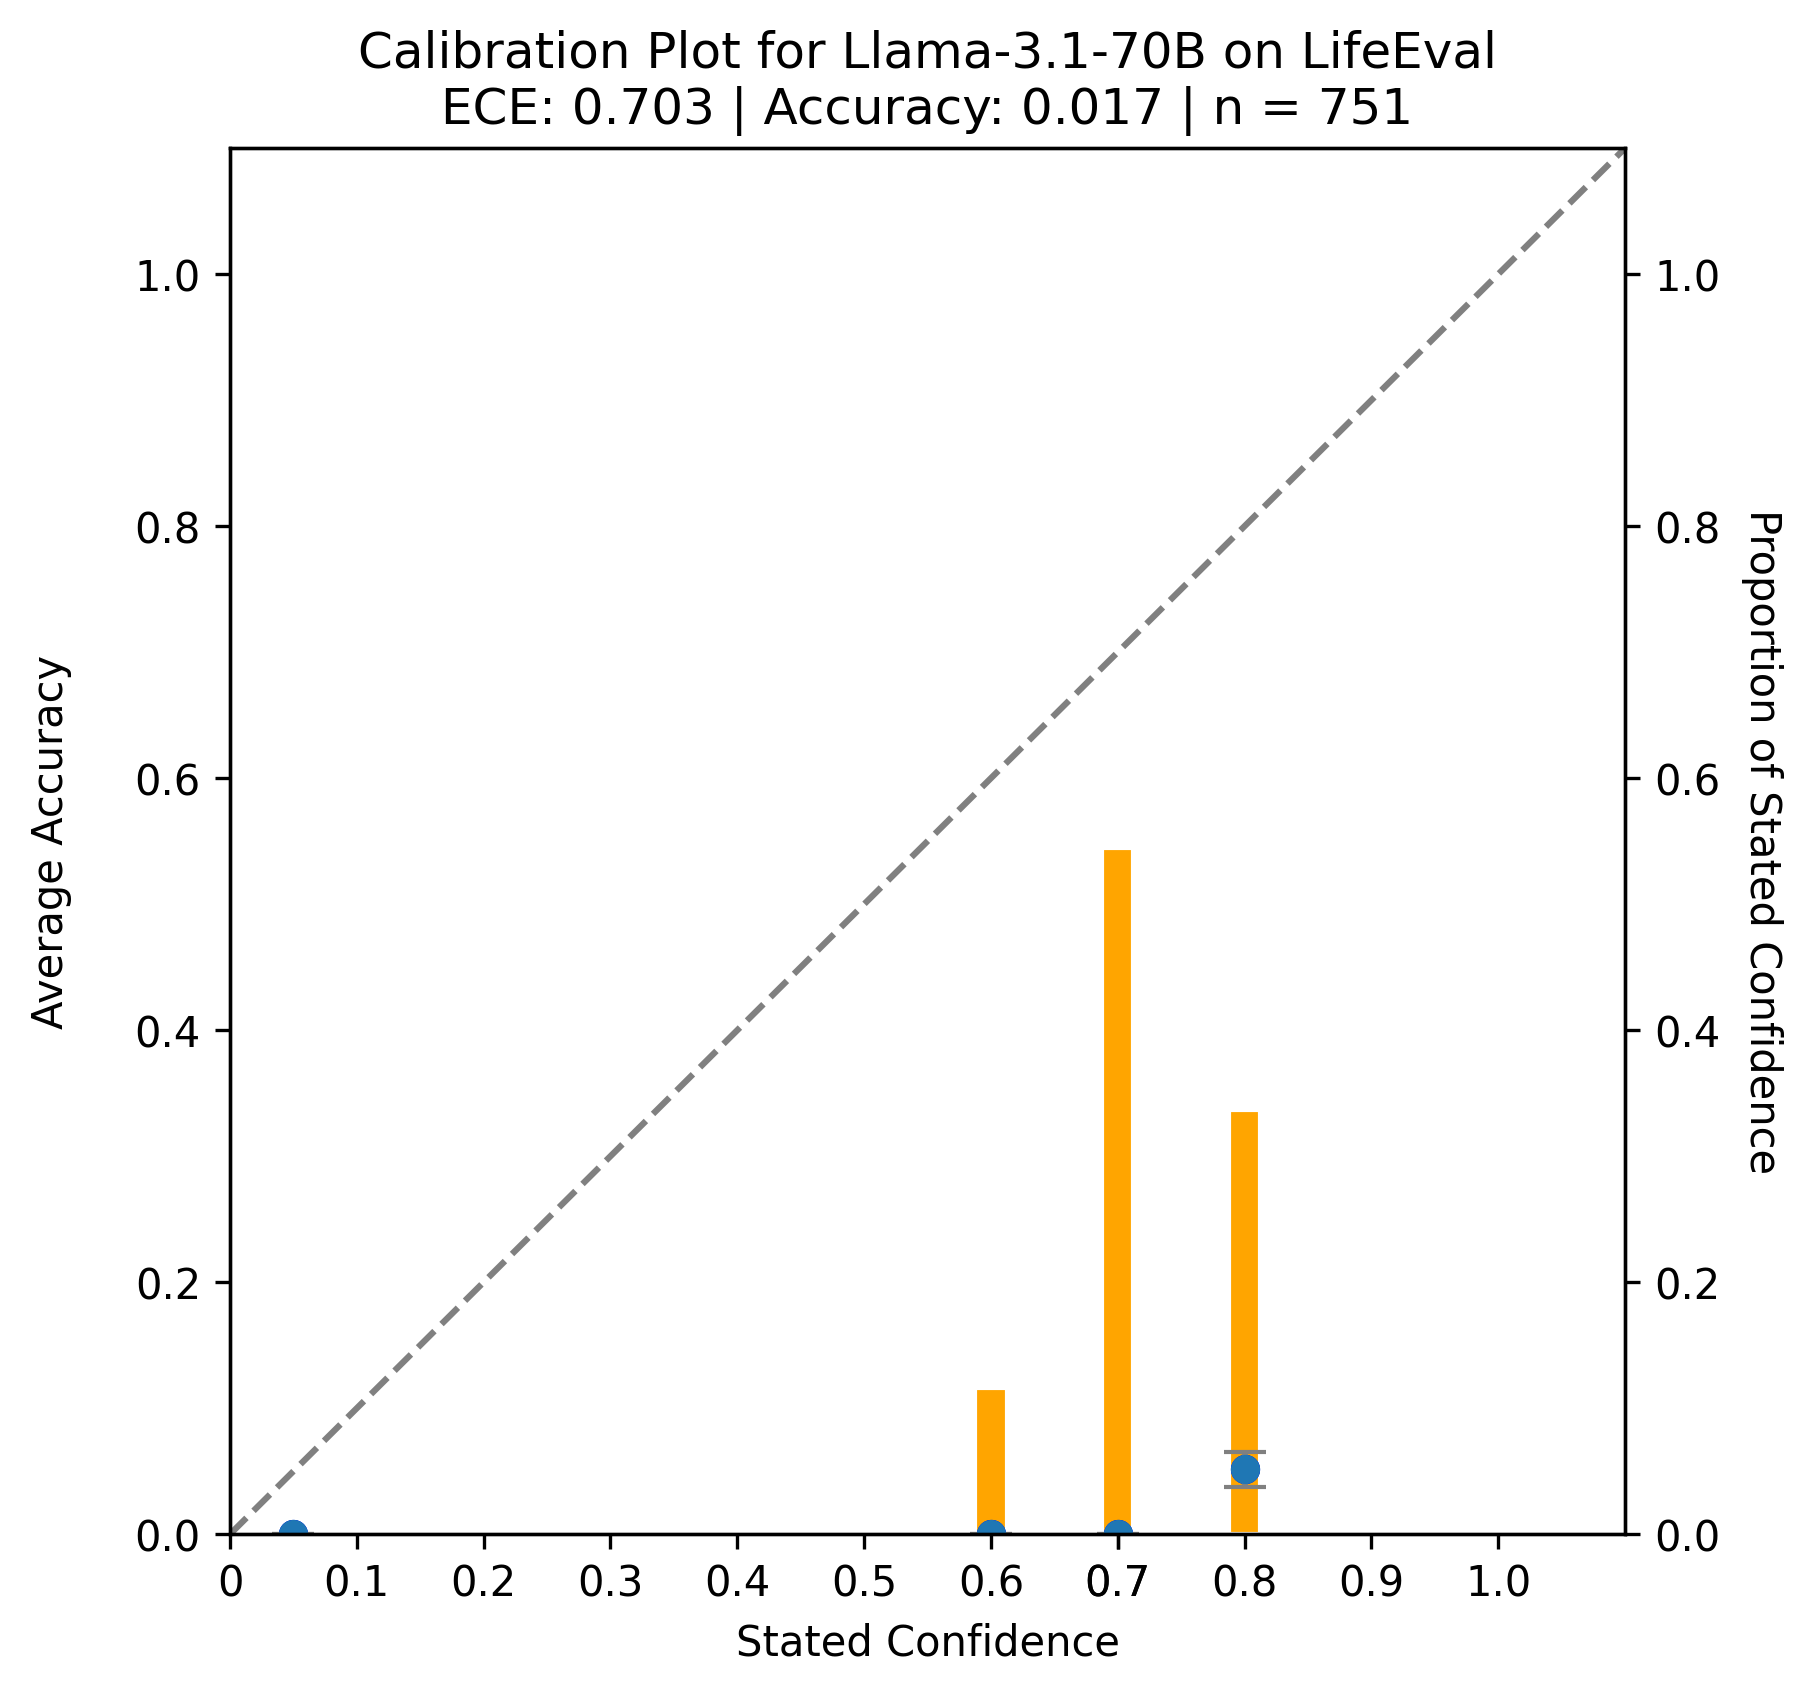 Calibration Plot for Llama-3.1-70B on LifeEval
ECE: 0.703 | Accuracy: 0.017 | n = 751
Average Accuracy
1.0
0.8
0.6
0.4
0.2
0.0
0 0.1 0.2 0.3 0.4 0.5 0.6 0.7 0.8 0.9 1.0
Stated Confidence
1.0
0.8
0.6
0.4
0.2
0.0
Proportion of Stated Confidence